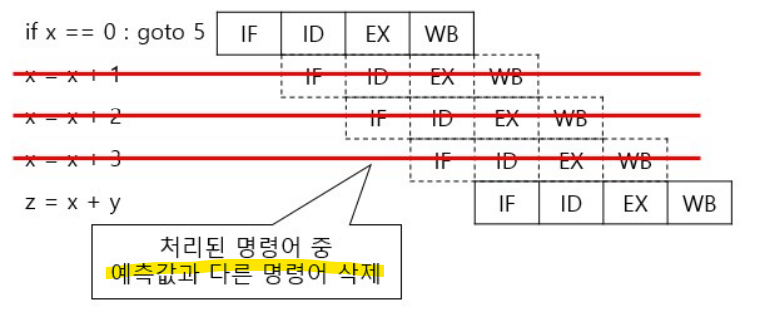 if x == 0 : goto 5 IF ID EX WB
x = x + 1 IF ID EX WB
x = x + 2 IF ID EX WB
x = x + 3 IF ID EX WB
z = x + y IF ID EX WB
처리된 명령어 중
예측값과 다른 명령어 삭제